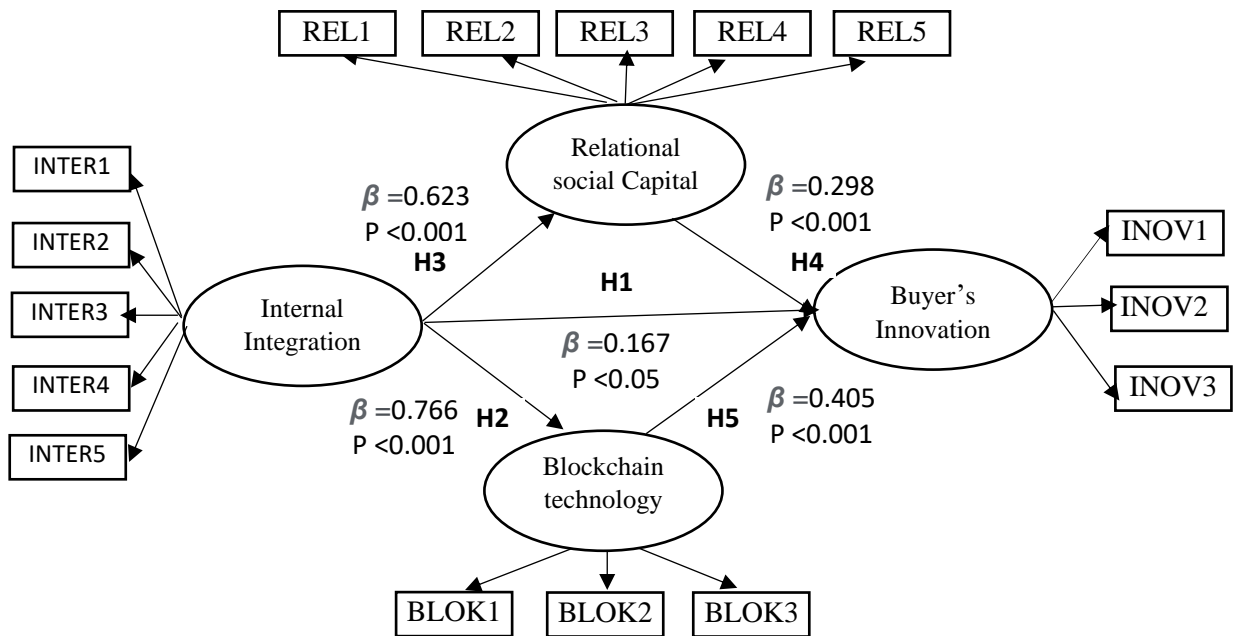 REL1
REL2
REL3
REL4
REL5
Relational
social Capital
INTER1
INTER2
INTER3
INTER4
INTER5
β =0.623
P <0.001
H3
β =0.298
P <0.001
H4
H1
Internal
Integration
Buyer's
Innovation
INOV1
INOV2
INOV3
β =0.167
P <0.05
β =0.766
P <0.001
H2
H5
β =0.405
P <0.001
Blockchain
technology
BLOK1
BLOK2
BLOK3